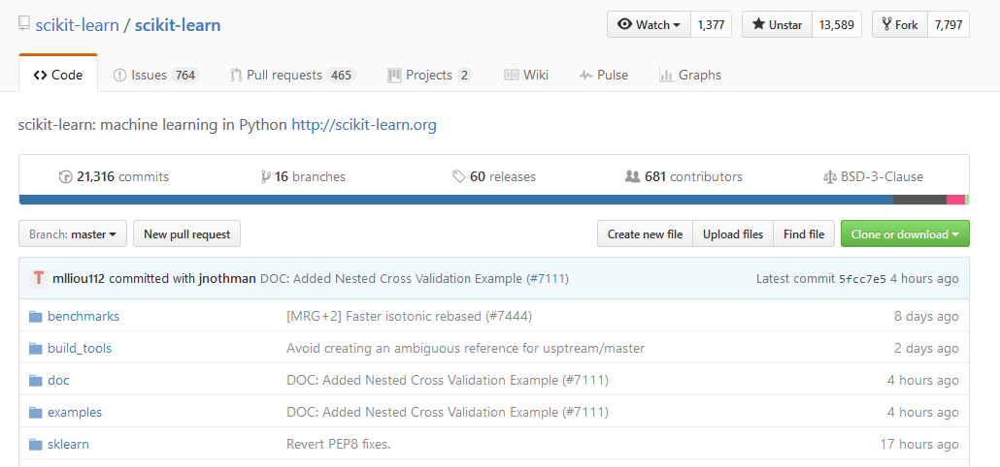 scikit-learn / scikit-learn
Watch 1,377 Unstar 13,589 Fork 7,797
Code Issues 764 Pull requests 465 Projects 2 Wiki Pulse Graphs
scikit-learn: machine learning in Python http://scikit-learn.org
21,316 commits 16 branches 60 releases 681 contributors BSD-3-Clause
Branch: master New pull request Create new file Upload files Find file Clone or download
T mlliou112 committed with jnothman DOC: Added Nested Cross Validation Example (#7111) Latest commit 5fcc7e5 4 hours ago
benchmarks [MRG+2] Faster isotonic rebased (#7444) 8 days ago
build_tools Avoid creating an ambiguous reference for usptream/master 2 days ago
doc DOC: Added Nested Cross Validation Example (#7111) 4 hours ago
examples DOC: Added Nested Cross Validation Example (#7111) 4 hours ago
sklearn Revert PEP8 fixes. 17 hours ago